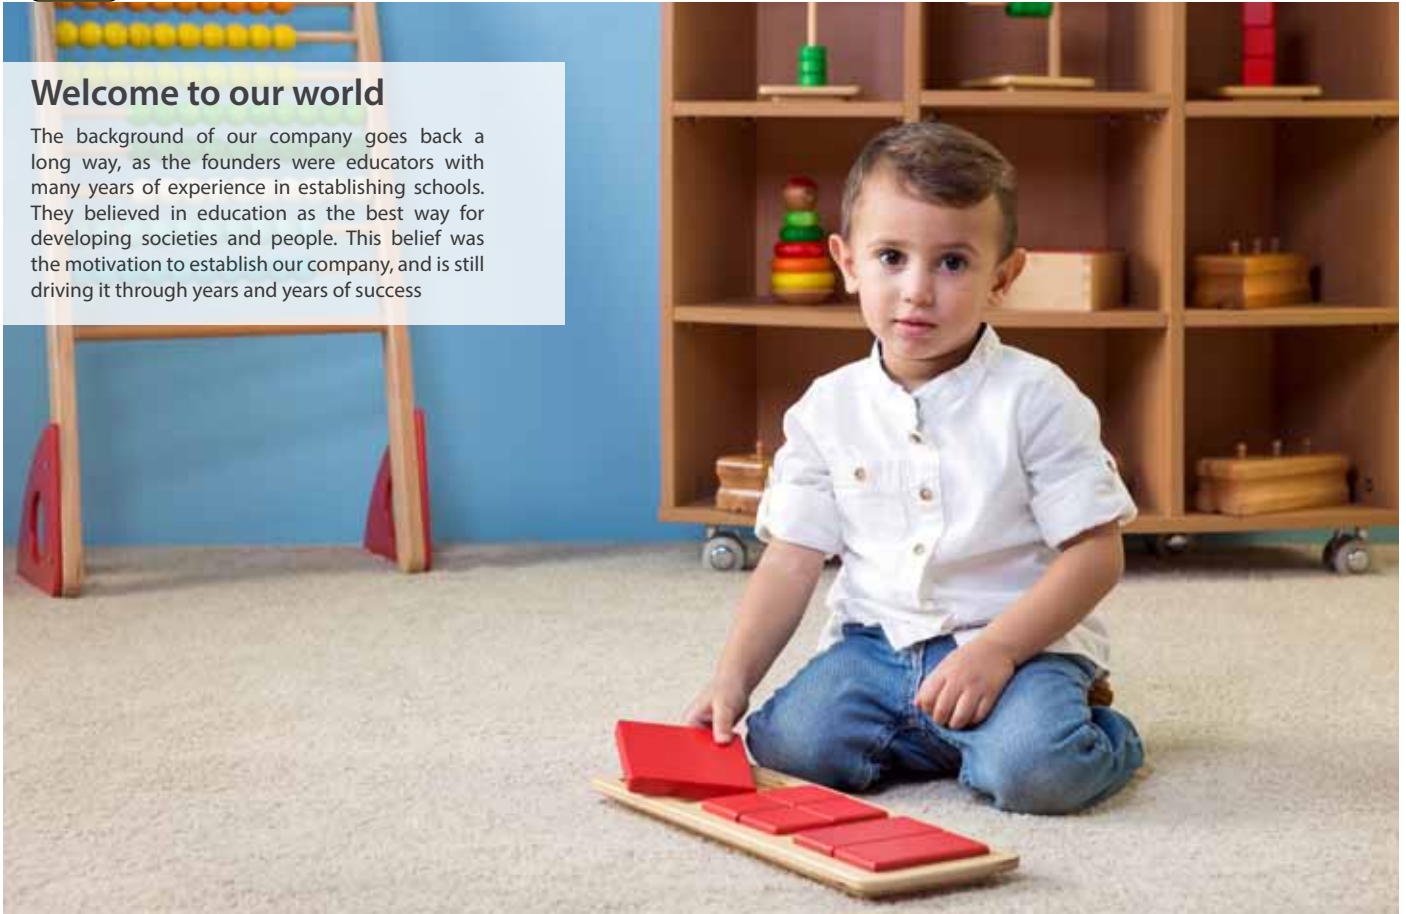 Welcome to our world
The background of our company goes back a
long way, as the founders were educators with
many years of experience in establishing schools.
They believed in education as the best way for
developing societies and people. This belief was
the motivation to establish our company, and is still
driving it through years and years of success